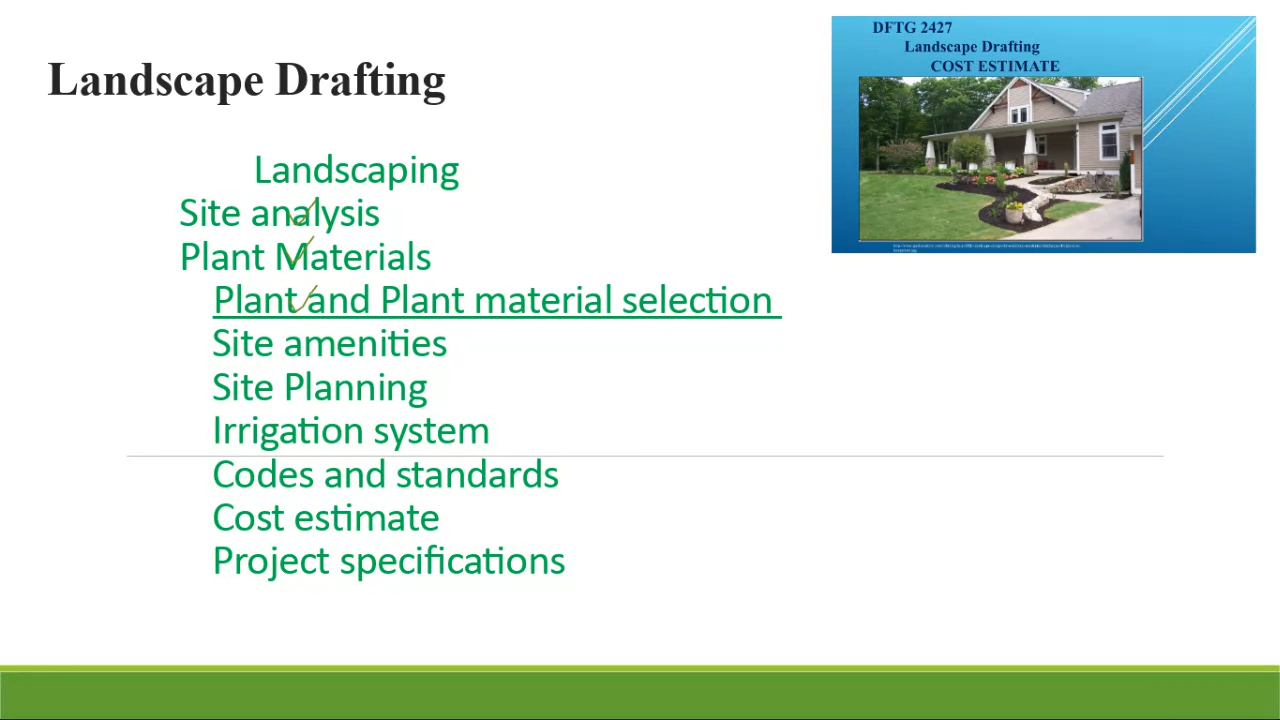 Landscape Drafting
DFTG 2427
Landscape Drafting
COST ESTIMATE
Landscaping
Site analysis
Plant Materials
Plant and Plant material selection
Site amenities
Site Planning
Irrigation system
Codes and standards
Cost estimate
Project specifications